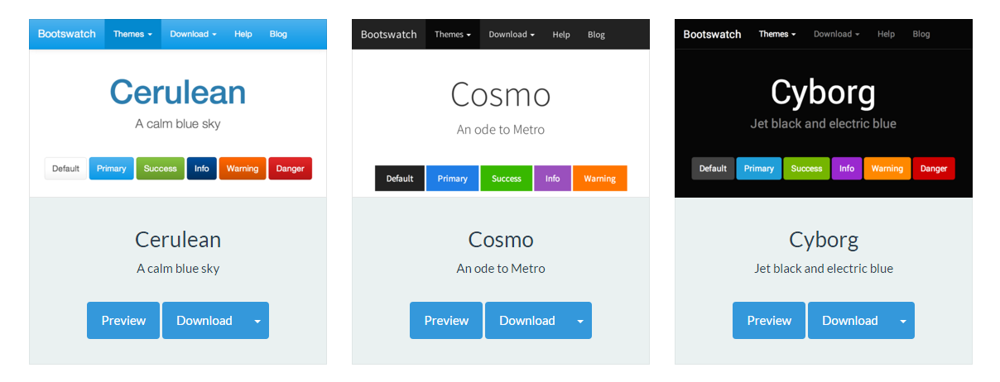 Bootswatch Themes Download Help Blog
Cerulean
A calm blue sky
Default Primary Success Info Warning Danger
Cerulean
A calm blue sky
Preview Download
Bootswatch Themes Download Help Blog
Cosmo
An ode to Metro
Default Primary Success Info Warning
Cosmo
An ode to Metro
Preview Download
Bootswatch Themes Download Help Blog
Cyborg
Jet black and electric blue
Default Primary Success Info Warning Danger
Cyborg
Jet black and electric blue
Preview Download